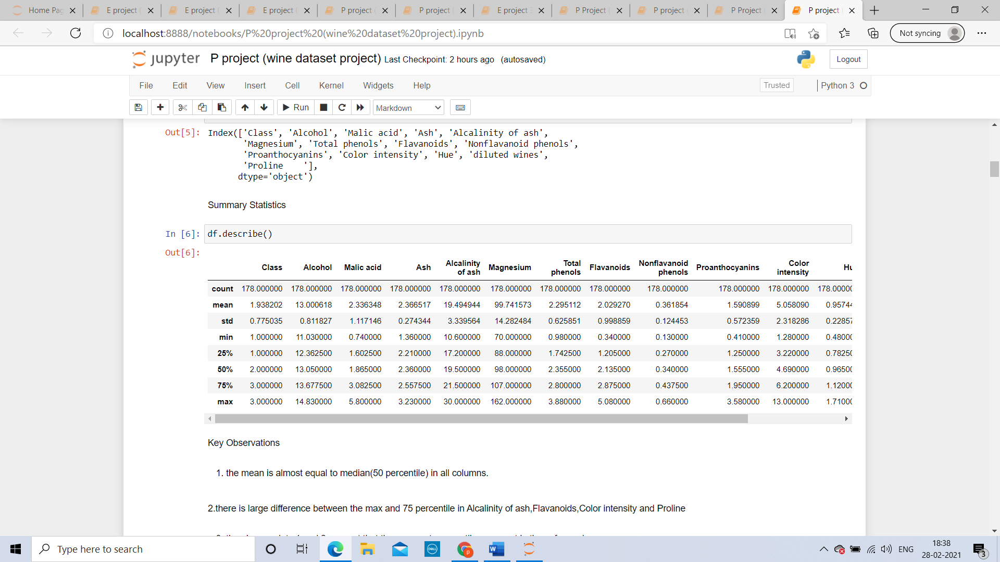 Home Pag
E project (
E project (
E project (
P project (
P project (
E project 3
P Project (
P project (
P Project
P project (
localhost:8888/notebooks/P%20project%20(wine%20dataset%20project).ipynb
Not syncing
jupyter P project (wine dataset project) Last Checkpoint: 2 hours ago (autosaved)
Logout
File Edit View Insert Cell Kernel Widgets Help
Trusted
Python 3
Run
Markdown
Out[5]: Index(['Class', 'Alcohol', 'Malic acid', 'Ash', 'Alcalinity of ash',
'Magnesium', 'Total phenols', 'Flavanoids', 'Nonflavanoid phenols',
'Proanthocyanins', 'Color intensity', 'Hue', 'diluted wines',
'Proline    '],
dtype='object')
Summary Statistics
In [6]: df.describe()
Out[6]:
Class Alcohol Malic acid Ash Alcalinity of ash Magnesium Total phenols Flavanoids Nonflavanoid phenols Proanthocyanins Color intensity Hu
count 178.000000 178.000000 178.000000 178.000000 178.000000 178.000000 178.000000 178.000000 178.000000 178.000000 178.000000 178.00000
mean 1.938202 13.000618 2.336348 2.366517 19.494944 99.741573 2.295112 2.029270 0.361854 1.590899 5.058090 0.95744
std 0.775035 0.811827 1.117146 0.274344 3.339564 14.282484 0.625851 0.998859 0.124453 0.572359 2.318286 0.22857
min 1.000000 11.030000 0.740000 1.360000 10.600000 70.000000 0.980000 0.340000 0.130000 0.410000 1.280000 0.48000
25% 1.000000 12.362500 1.602500 2.210000 17.200000 88.000000 1.742500 1.205000 0.270000 1.250000 3.220000 0.78250
50% 2.000000 13.050000 1.865000 2.360000 19.500000 98.000000 2.355000 2.135000 0.340000 1.555000 4.690000 0.96500
75% 3.000000 13.677500 3.082500 2.557500 21.500000 107.000000 2.800000 2.875000 0.437500 1.950000 6.200000 1.12000
max 3.000000 14.830000 5.800000 3.230000 30.000000 162.000000 3.880000 5.080000 0.660000 3.580000 13.000000 1.71000
Key Observations
1. the mean is almost equal to median(50 percentile) in all columns.
2.there is large difference between the max and 75 percentile in Alcalinity of ash,Flavanoids,Color intensity and Proline
Type here to search
DELL
ENG
18:38
28-02-2021
3